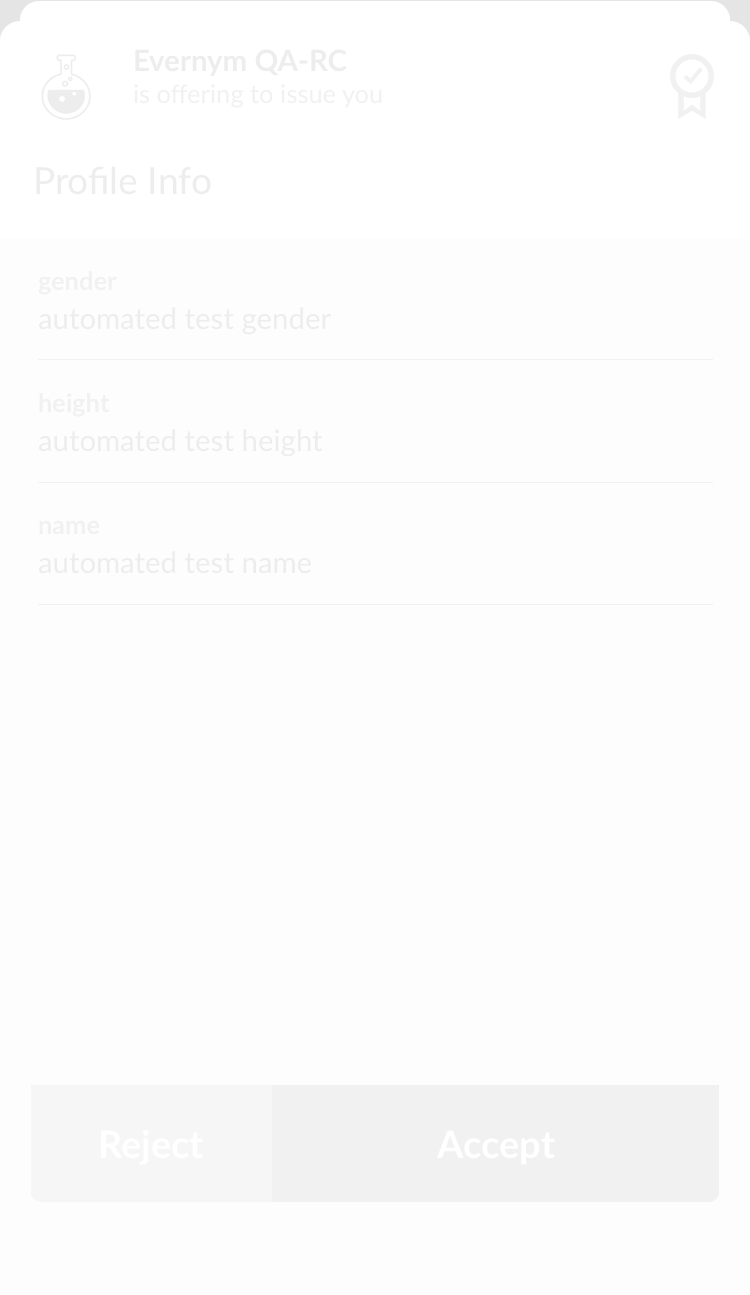 Evernym QA-RC
is offering to issue you
Profile Info
gender
automated test gender
height
automated test height
name
automated test name
Reject
Accept